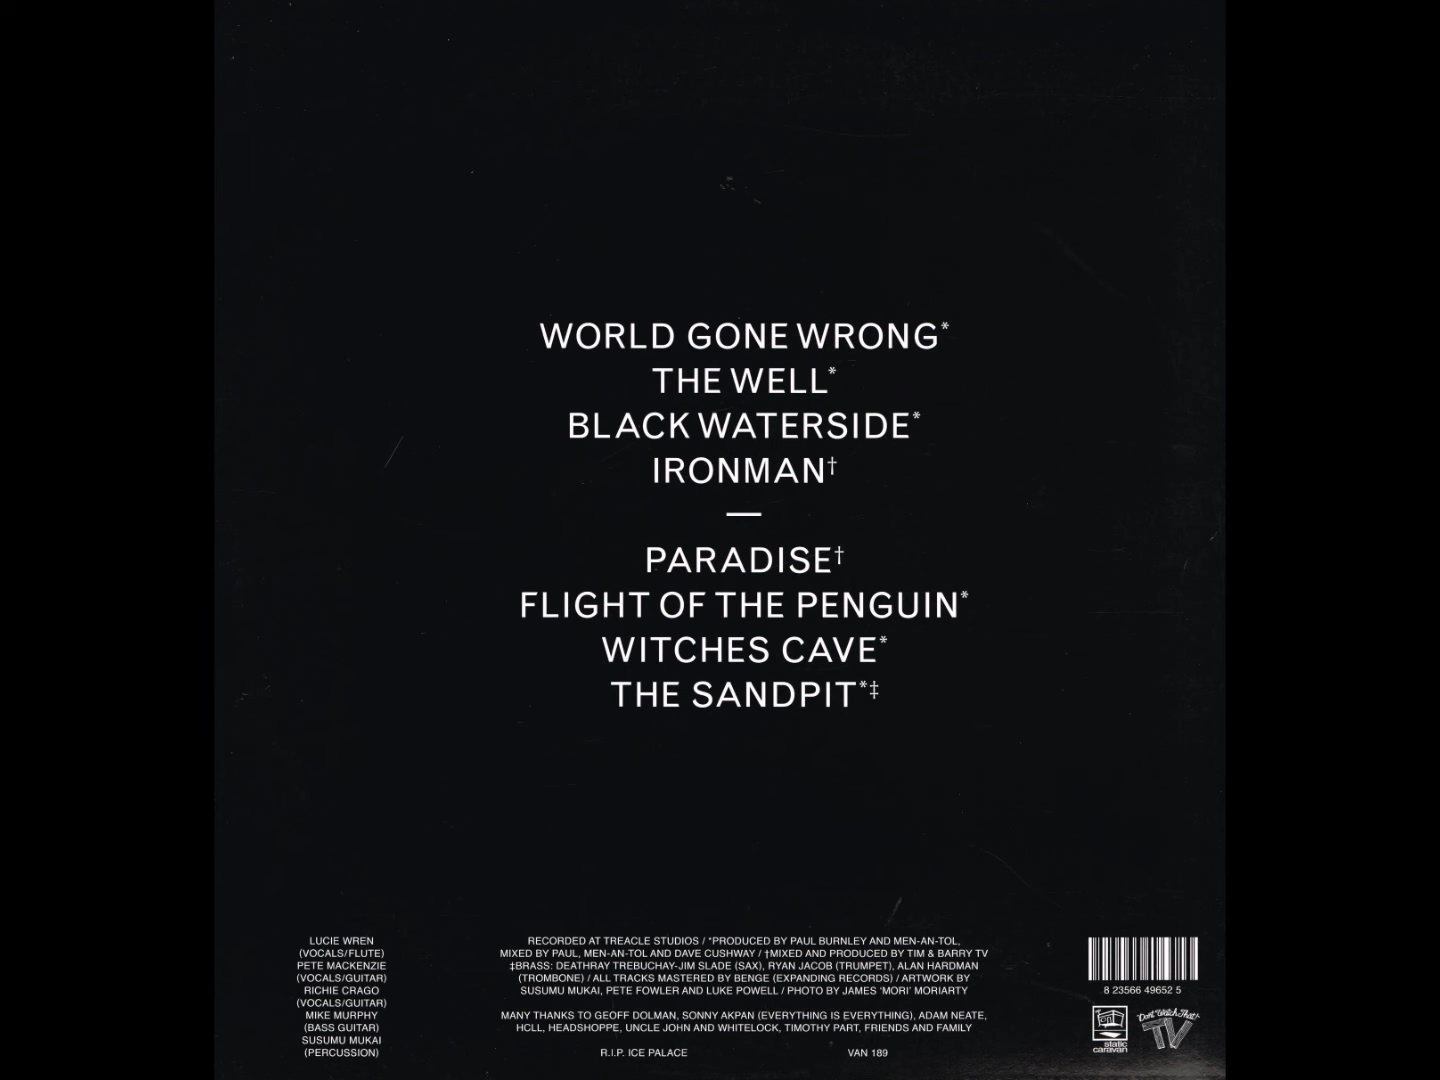 WORLD GONE WRONG*
THE WELL*
BLACK WATERSIDE*
IRONMAN†
—
PARADISE†
FLIGHT OF THE PENGUIN*
WITCHES CAVE*
THE SANDPIT*‡
LUCIE WREN
(VOCALS/FLUTE)
PETE MACKENZIE
(VOCALS/GUITAR)
RICHIE CRAGO
(VOCALS/GUITAR)
MIKE MURPHY
(BASS GUITAR)
SUSUMU MUKAI
(PERCUSSION)
RECORDED AT TREACLE STUDIOS / *PRODUCED BY PAUL BURNLEY AND MEN-AN-TOL,
MIXED BY PAUL, MEN-AN-TOL AND DAVE CUSHWAY / †MIXED AND PRODUCED BY TIM & BARRY TV
‡BRASS: DEATHRAY TREBUCHAY-JIM SLADE (SAX), RYAN JACOB (TRUMPET), ALAN HARDMAN
(TROMBONE) / ALL TRACKS MASTERED BY BENGE (EXPANDING RECORDS) / ARTWORK BY
SUSUMU MUKAI, PETE FOWLER AND LUKE POWELL / PHOTO BY JAMES ‘MORI’ MORIARTY
MANY THANKS TO GEOFF DOLMAN, SONNY AKPAN (EVERYTHING IS EVERYTHING), ADAM NEATE,
HCLL, HEADSHOPPE, UNCLE JOHN AND WHITELOCK, TIMOTHY PART, FRIENDS AND FAMILY
R.I.P. ICE PALACE
VAN 189
8 23566 49652 5
static
caravan
Don't Watch That
TV